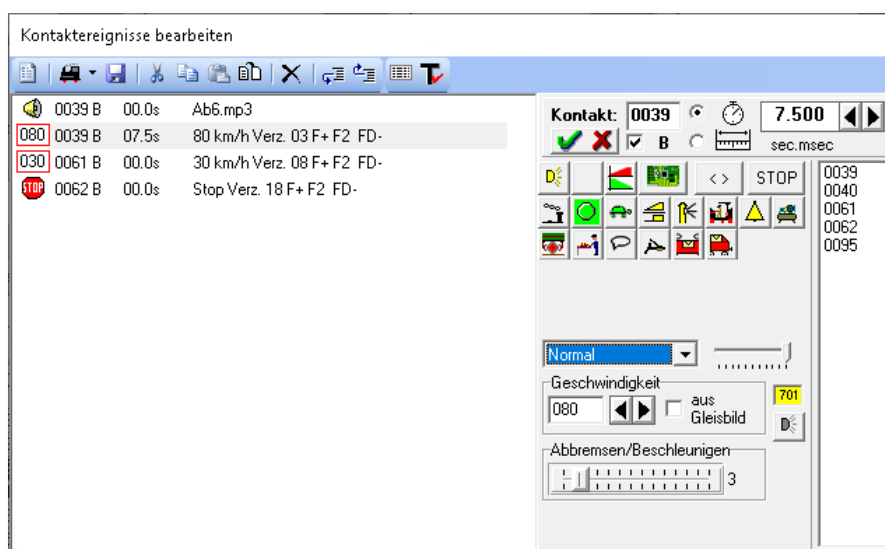 Kontaktereignisse bearbeiten
0039 B 00.0s Ab6.mp3
080 0039 B 07.5s 80 km/h Verz. 03 F+ F2 FD-
030 0061 B 00.0s 30 km/h Verz. 08 F+ F2 FD-
STOP 0062 B 00.0s Stop Verz. 18 F+ F2 FD-
Kontakt: 0039 7.500
B sec.msec
D < > STOP
0039
0040
0061
0062
0095
Normal
Geschwindigkeit
080 aus Gleisbild
701
D
Abbremsen/Beschleunigen
3